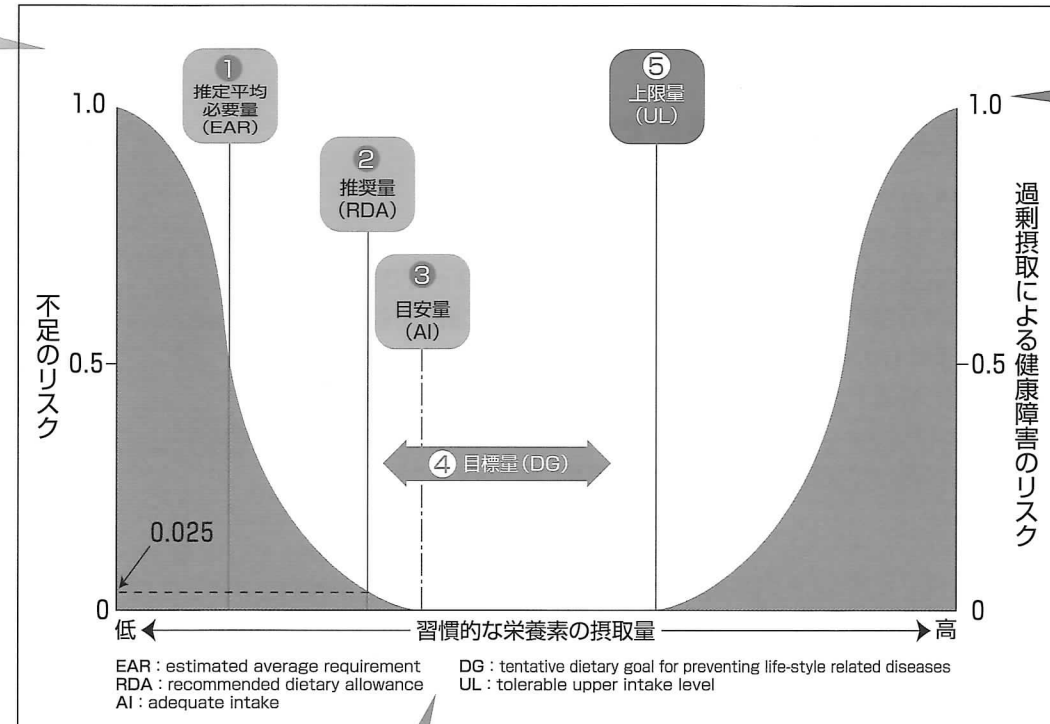 ①
推定平均
必要量
(EAR)
②
推奨量
(RDA)
③
目安量
(AI)
④ 目標量(DG)
⑤
上限量
(UL)
1.0
0.5
0.025
0
不足のリスク
1.0
0.5
0
過剰摂取による健康障害のリスク
低
習慣的な栄養素の摂取量
高
EAR : estimated average requirement
RDA : recommended dietary allowance
AI : adequate intake
DG : tentative dietary goal for preventing life-style related diseases
UL : tolerable upper intake level